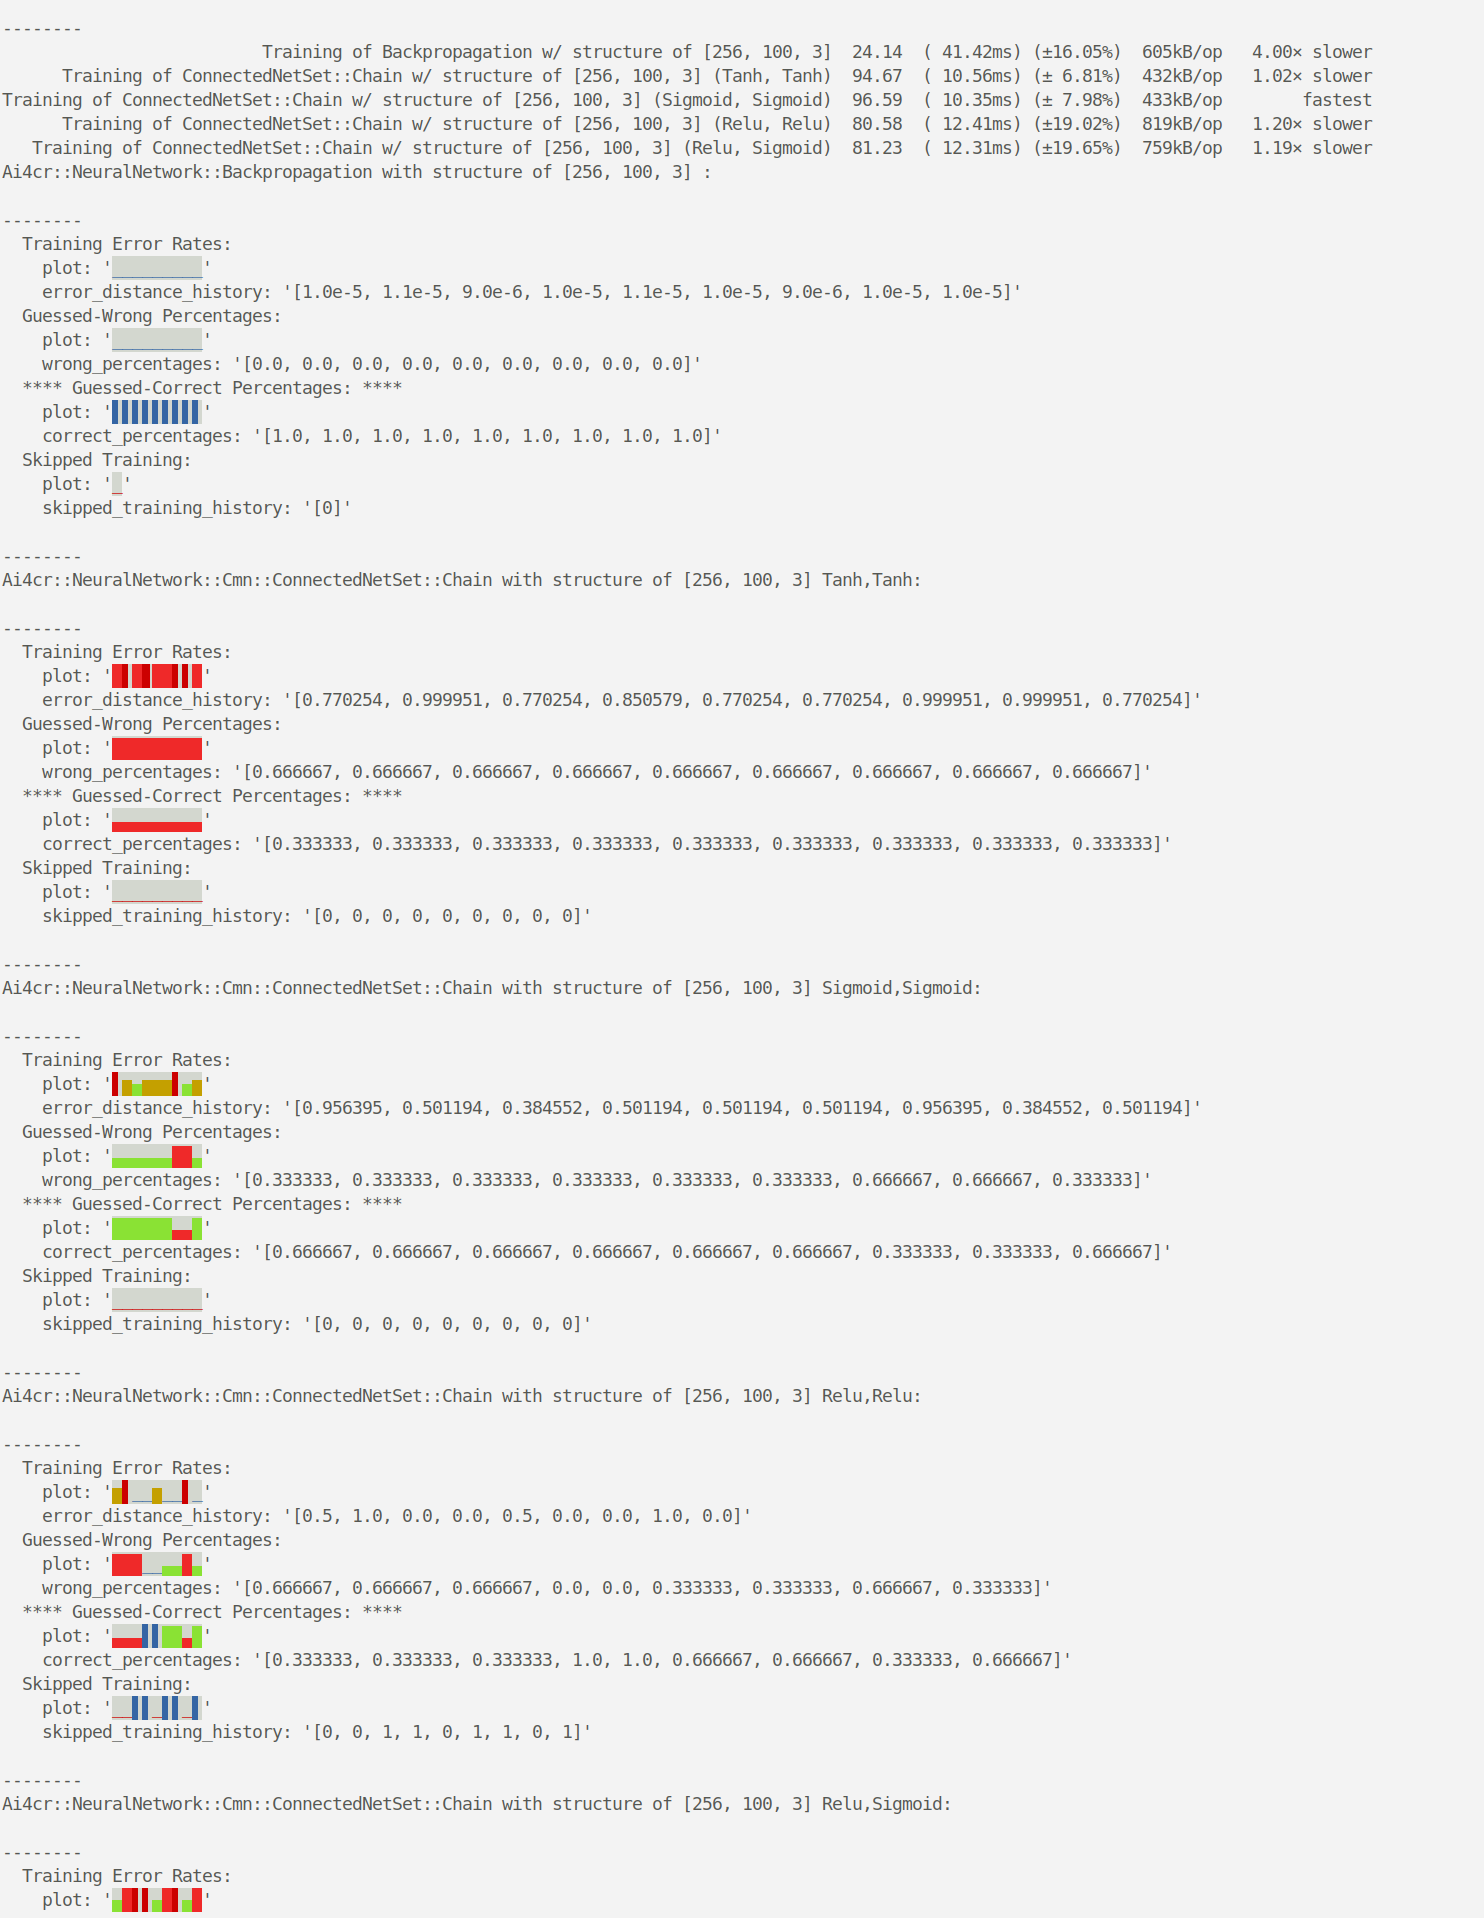 --------
Training of Backpropagation w/ structure of [256, 100, 3]  24.14  ( 41.42ms) (±16.05%)  605kB/op   4.00× slower
Training of ConnectedNetSet::Chain w/ structure of [256, 100, 3] (Tanh, Tanh)  94.67  ( 10.56ms) (± 6.81%)  432kB/op   1.02× slower
Training of ConnectedNetSet::Chain w/ structure of [256, 100, 3] (Sigmoid, Sigmoid)  96.59  ( 10.35ms) (± 7.98%)  433kB/op        fastest
Training of ConnectedNetSet::Chain w/ structure of [256, 100, 3] (Relu, Relu)  80.58  ( 12.41ms) (±19.02%)  819kB/op   1.20× slower
Training of ConnectedNetSet::Chain w/ structure of [256, 100, 3] (Relu, Sigmoid)  81.23  ( 12.31ms) (±19.65%)  759kB/op   1.19× slower
Ai4cr::NeuralNetwork::Backpropagation with structure of [256, 100, 3] :
--------
Training Error Rates:
plot: '_________'
error_distance_history: '[1.0e-5, 1.1e-5, 9.0e-6, 1.0e-5, 1.1e-5, 1.0e-5, 9.0e-6, 1.0e-5, 1.0e-5]'
Guessed-Wrong Percentages:
plot: '_________'
wrong_percentages: '[0.0, 0.0, 0.0, 0.0, 0.0, 0.0, 0.0, 0.0, 0.0]'
**** Guessed-Correct Percentages: ****
plot: ' '
correct_percentages: '[1.0, 1.0, 1.0, 1.0, 1.0, 1.0, 1.0, 1.0, 1.0]'
Skipped Training:
plot: '_'
skipped_training_history: '[0]'
--------
Ai4cr::NeuralNetwork::Cmn::ConnectedNetSet::Chain with structure of [256, 100, 3] Tanh,Tanh:
--------
Training Error Rates:
plot: ' '
error_distance_history: '[0.770254, 0.999951, 0.770254, 0.850579, 0.770254, 0.770254, 0.999951, 0.999951, 0.770254]'
Guessed-Wrong Percentages:
plot: ' '
wrong_percentages: '[0.666667, 0.666667, 0.666667, 0.666667, 0.666667, 0.666667, 0.666667, 0.666667, 0.666667]'
**** Guessed-Correct Percentages: ****
plot: ' '
correct_percentages: '[0.333333, 0.333333, 0.333333, 0.333333, 0.333333, 0.333333, 0.333333, 0.333333, 0.333333]'
Skipped Training:
plot: '_________'
skipped_training_history: '[0, 0, 0, 0, 0, 0, 0, 0, 0]'
--------
Ai4cr::NeuralNetwork::Cmn::ConnectedNetSet::Chain with structure of [256, 100, 3] Sigmoid,Sigmoid:
--------
Training Error Rates:
plot: ' '
error_distance_history: '[0.956395, 0.501194, 0.384552, 0.501194, 0.501194, 0.501194, 0.956395, 0.384552, 0.501194]'
Guessed-Wrong Percentages:
plot: ' '
wrong_percentages: '[0.333333, 0.333333, 0.333333, 0.333333, 0.333333, 0.333333, 0.666667, 0.666667, 0.333333]'
**** Guessed-Correct Percentages: ****
plot: ' '
correct_percentages: '[0.666667, 0.666667, 0.666667, 0.666667, 0.666667, 0.666667, 0.333333, 0.333333, 0.666667]'
Skipped Training:
plot: '_________'
skipped_training_history: '[0, 0, 0, 0, 0, 0, 0, 0, 0]'
--------
Ai4cr::NeuralNetwork::Cmn::ConnectedNetSet::Chain with structure of [256, 100, 3] Relu,Relu:
--------
Training Error Rates:
plot: ' __ __ _'
error_distance_history: '[0.5, 1.0, 0.0, 0.0, 0.5, 0.0, 0.0, 1.0, 0.0]'
Guessed-Wrong Percentages:
plot: ' __ '
wrong_percentages: '[0.666667, 0.666667, 0.666667, 0.0, 0.0, 0.333333, 0.333333, 0.666667, 0.333333]'
**** Guessed-Correct Percentages: ****
plot: ' '
correct_percentages: '[0.333333, 0.333333, 0.333333, 1.0, 1.0, 0.666667, 0.666667, 0.333333, 0.666667]'
Skipped Training:
plot: '__ _ _ '
skipped_training_history: '[0, 0, 1, 1, 0, 1, 1, 0, 1]'
--------
Ai4cr::NeuralNetwork::Cmn::ConnectedNetSet::Chain with structure of [256, 100, 3] Relu,Sigmoid:
--------
Training Error Rates:
plot: ' '